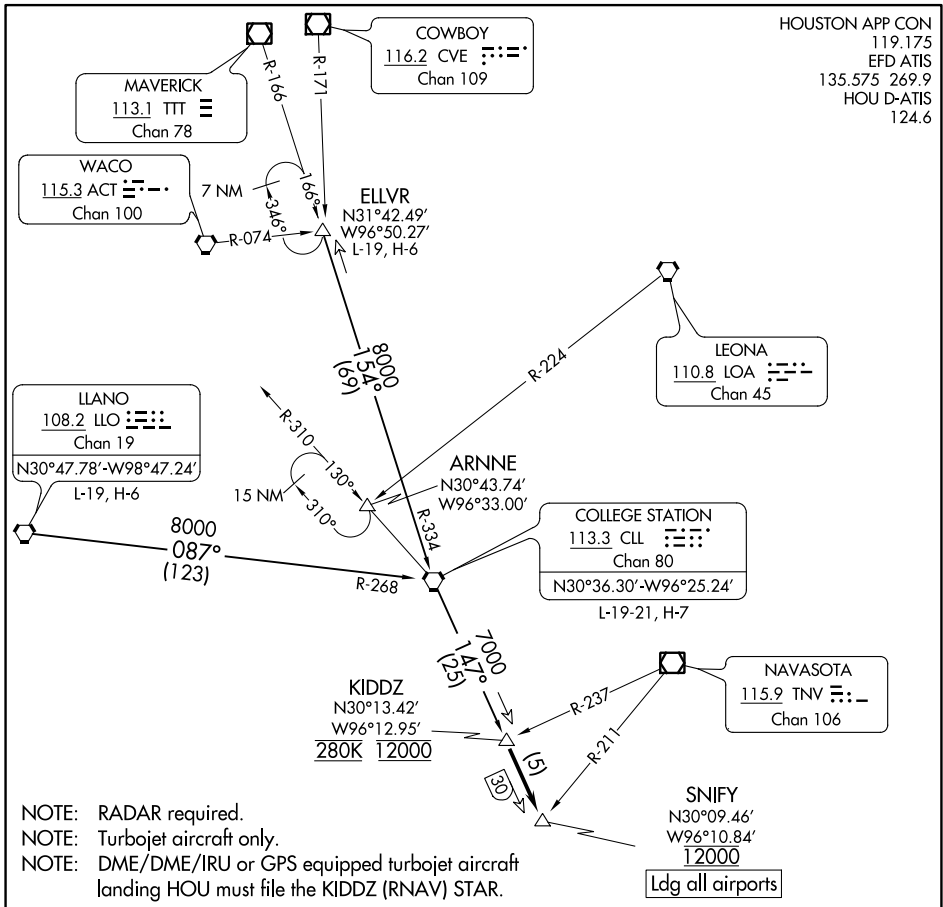 HOUSTON APP CON
119.175
EFD ATIS
135.575 269.9
HOU D-ATIS
124.6
COWBOY
116.2 CVE
Chan 109
MAVERICK
113.1 TTT
Chan 78
WACO
115.3 ACT
Chan 100
R-166
R-171
7 NM
166°
346°
R-074
ELLVR
N31°42.49'
W96°50.27'
L-19, H-6
8000
154°
(69)
R-224
LEONA
110.8 LOA
Chan 45
LLANO
108.2 LLO
Chan 19
N30°47.78'-W98°47.24'
L-19, H-6
R-310
130°
15 NM
310°
ARNNE
N30°43.74'
W96°33.00'
R-334
8000
087°
(123)
R-268
COLLEGE STATION
113.3 CLL
Chan 80
N30°36.30'-W96°25.24'
L-19-21, H-7
7000
147°
(25)
NAVASOTA
115.9 TNV
Chan 106
R-237
R-211
KIDDZ
N30°13.42'
W96°12.95'
280K 12000
(5)
30
SNIFY
N30°09.46'
W96°10.84'
12000
Ldg all airports
NOTE: RADAR required.
NOTE: Turbojet aircraft only.
NOTE: DME/DME/IRU or GPS equipped turbojet aircraft
landing HOU must file the KIDDZ (RNAV) STAR.